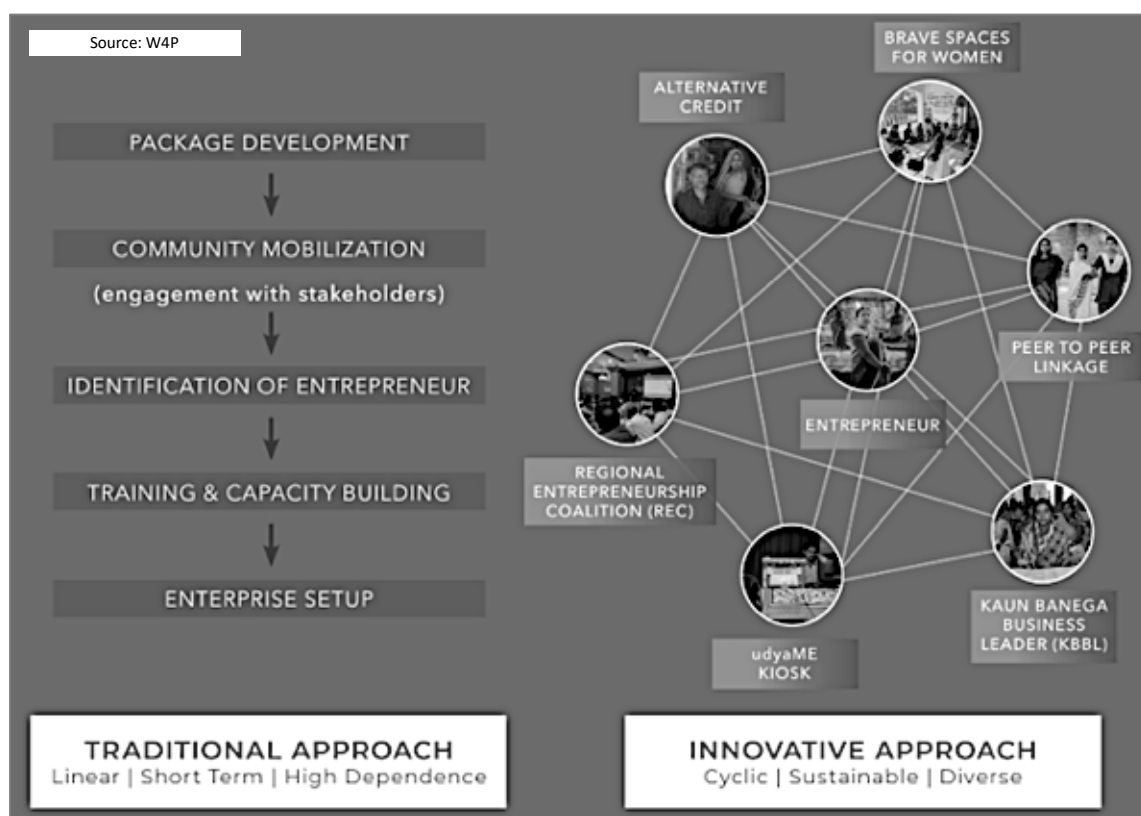 Source: W4P
PACKAGE DEVELOPMENT
COMMUNITY MOBILIZATION
(engagement with stakeholders)
IDENTIFICATION OF ENTREPRENEUR
TRAINING & CAPACITY BUILDING
ENTERPRISE SETUP
TRADITIONAL APPROACH
Linear | Short Term | High Dependence
BRAVE SPACES
FOR WOMEN
ALTERNATIVE
CREDIT
PEER TO PEER
LINKAGE
ENTREPRENEUR
REGIONAL
ENTREPRENEURSHIP
COALITION (REC)
KAUN BANEGA
BUSINESS
LEADER (KBBL)
udyaME
KIOSK
INNOVATIVE APPROACH
Cyclic | Sustainable | Diverse